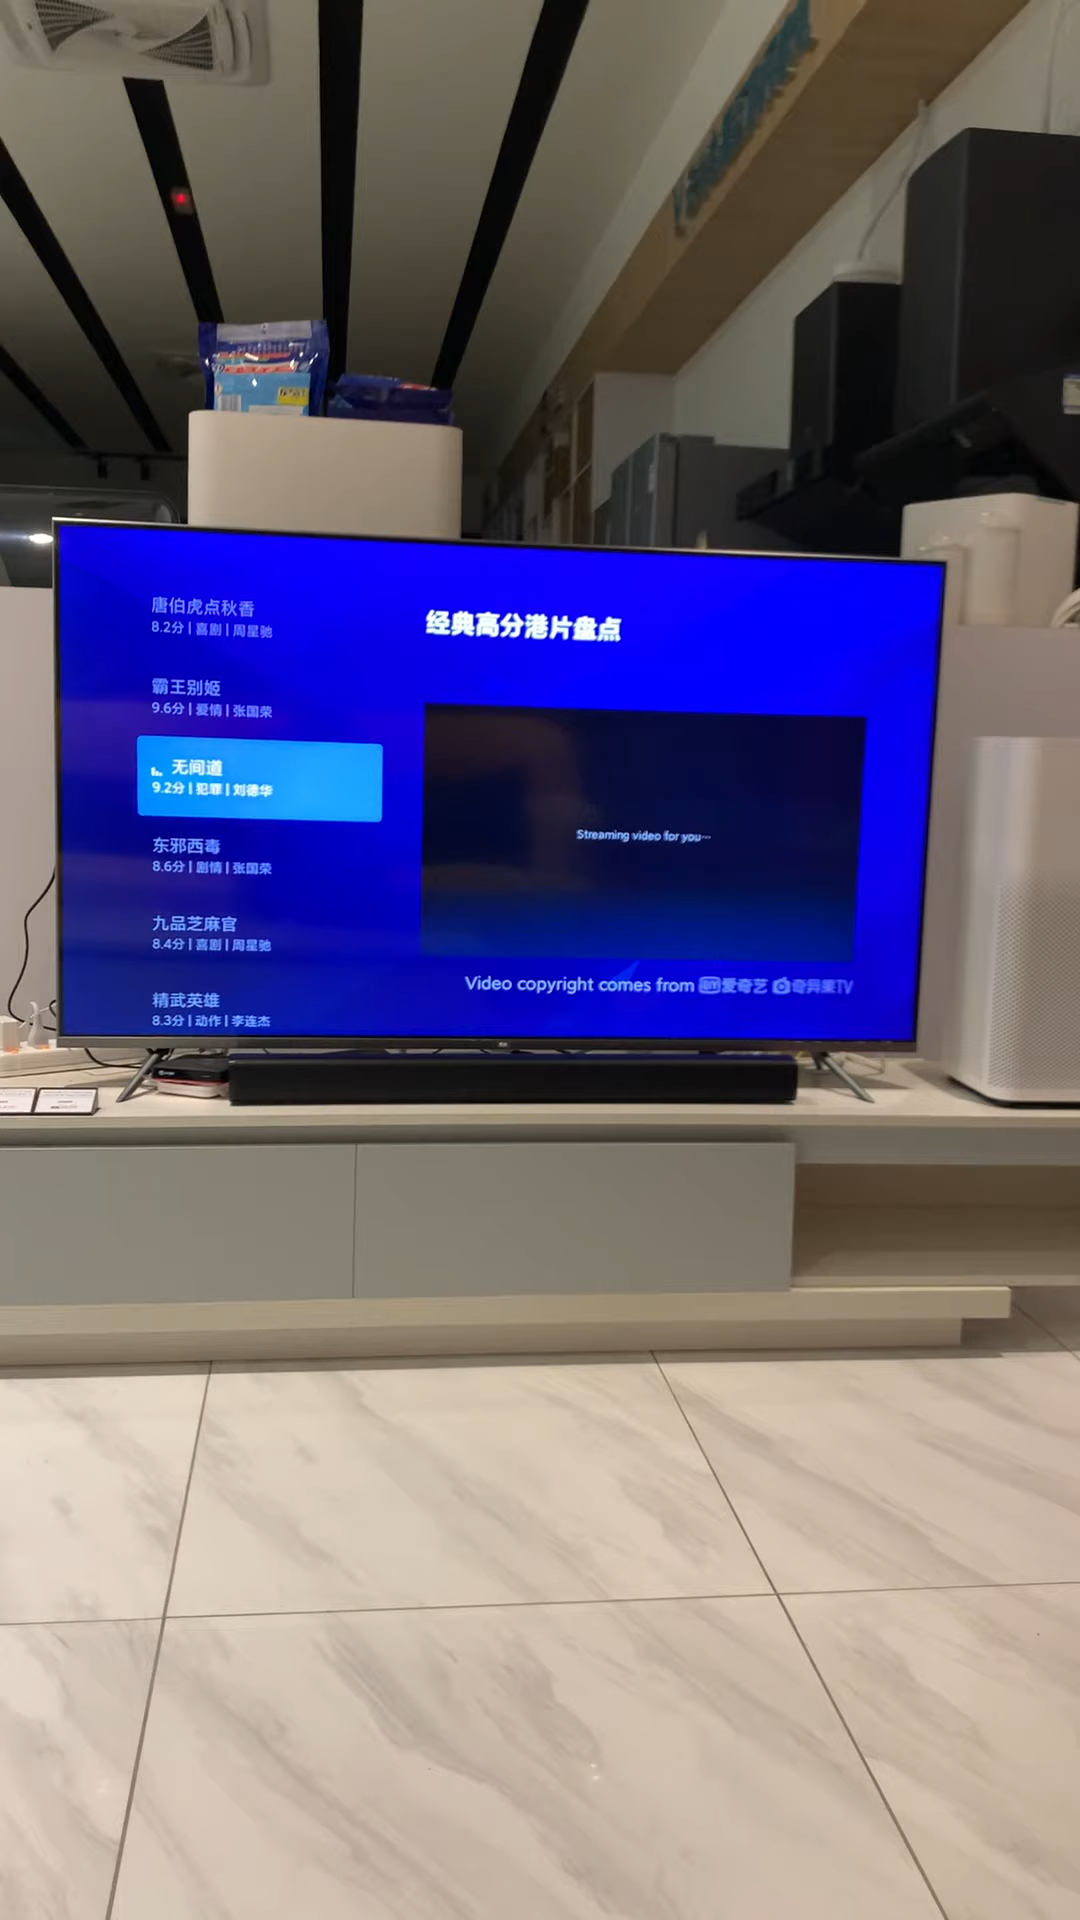 唐伯虎点秋香
8.2分 | 喜剧 | 周星驰
霸王别姬
9.6分 | 爱情 | 张国荣
无间道
9.2分 | 犯罪 | 刘德华
东邪西毒
8.6分 | 剧情 | 张国荣
九品芝麻官
8.4分 | 喜剧 | 周星驰
精武英雄
8.3分 | 动作 | 李连杰
经典高分港片盘点
Streaming video for you…
Video copyright comes from 爱奇艺 奇异果TV